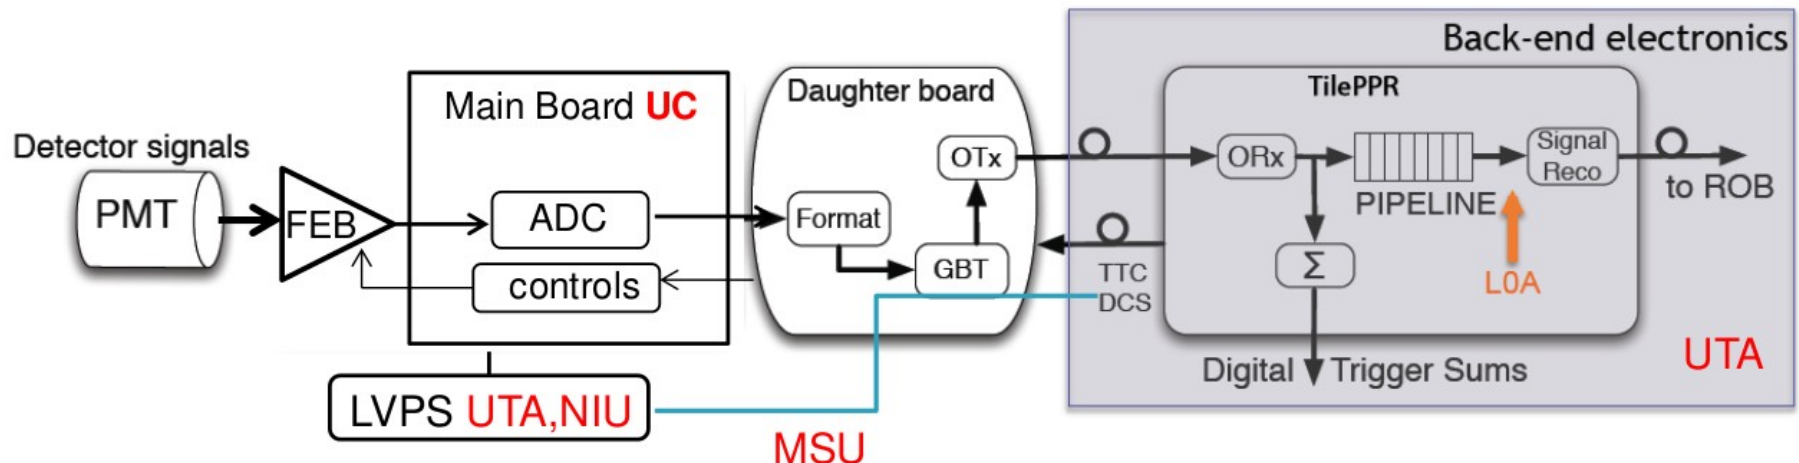 Detector signals
PMT
FEB
Main Board UC
ADC
controls
LVPS UTA,NIU
MSU
Daughter board
Format
GBT
OTx
TTC
DCS
Back-end electronics
TilePPR
ORx
PIPELINE
Signal
Reco
L0A
Σ
to ROB
Digital Trigger Sums
UTA